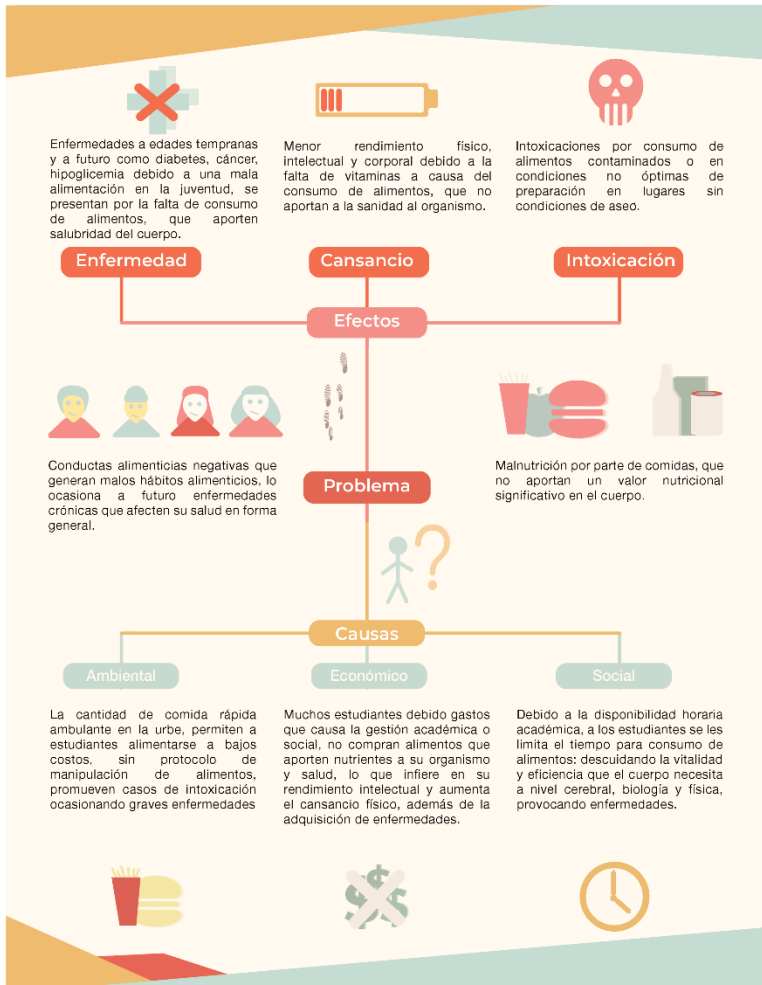 Enfermedades a edades tempranas
y a futuro como diabetes, cáncer,
hipoglicemia debido a una mala
alimentación en la juventud, se
presentan por la falta de consumo
de alimentos, que aporten
salubridad del cuerpo.
Menor rendimiento físico,
intelectual y corporal debido a la
falta de vitaminas a causa del
consumo de alimentos, que no
aportan a la sanidad al organismo.
Intoxicaciones por consumo de
alimentos contaminados o en
condiciones no óptimas de
preparación en lugares sin
condiciones de aseo.
Enfermedad
Cansancio
Intoxicación
Efectos
Conductas alimenticias negativas que
generan malos hábitos alimenticios, lo
ocasiona a futuro enfermedades
crónicas que afecten su salud en forma
general.
Problema
Malnutrición por parte de comidas, que
no aportan un valor nutricional
significativo en el cuerpo.
?
Causas
Ambiental
Económico
Social
La cantidad de comida rápida
ambulante en la urbe, permiten a
estudiantes alimentarse a bajos
costos, sin protocolo de
manipulación de alimentos,
promueven casos de intoxicación
ocasionando graves enfermedades
Muchos estudiantes debido gastos
que causa la gestión académica o
social, no compran alimentos que
aporten nutrientes a su organismo
y salud, lo que infiere en su
rendimiento intelectual y aumenta
el cansancio físico, además de la
adquisición de enfermedades.
Debido a la disponibilidad horaria
académica, a los estudiantes se les
limita el tiempo para consumo de
alimentos: descuidando la vitalidad
y eficiencia que el cuerpo necesita
a nivel cerebral, biología y física,
provocando enfermedades.
$$$